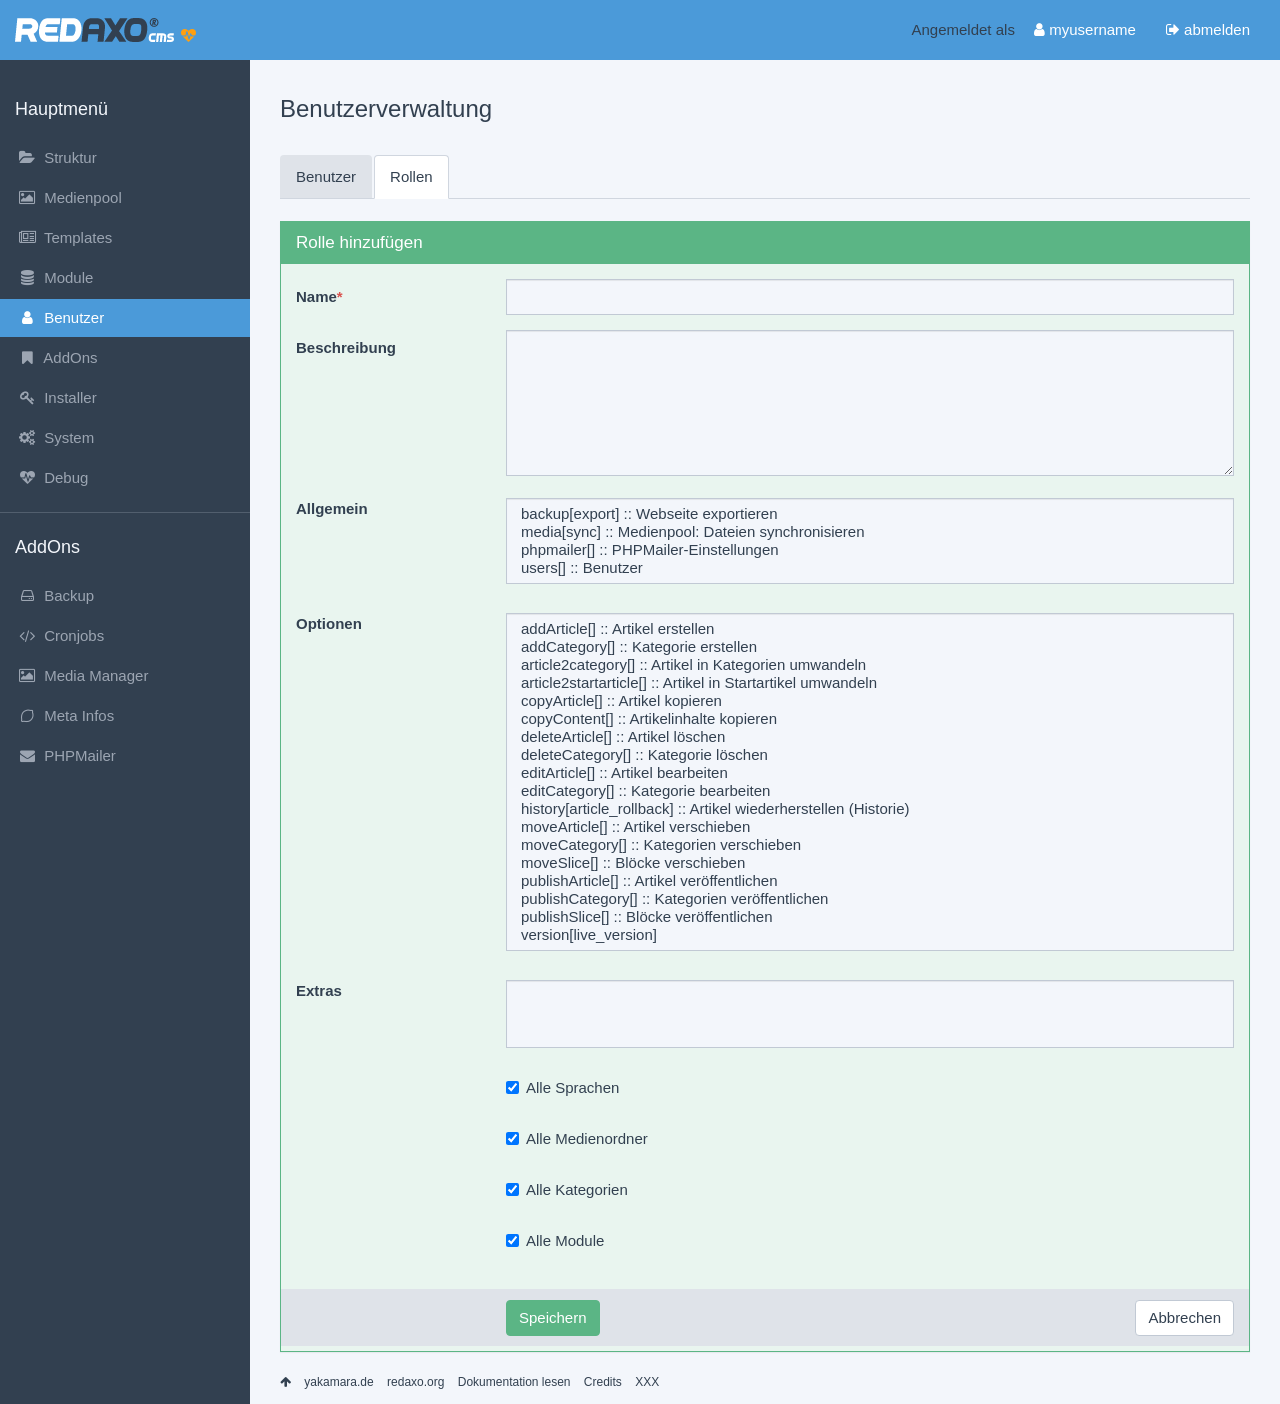 REDAXO® cms
Angemeldet als myusername abmelden
Hauptmenü
Struktur
Medienpool
Templates
Module
Benutzer
AddOns
Installer
System
Debug
AddOns
Backup
Cronjobs
Media Manager
Meta Infos
PHPMailer
Benutzerverwaltung
Benutzer Rollen
Rolle hinzufügen
Name*
Beschreibung
Allgemein
backup[export] :: Webseite exportieren
media[sync] :: Medienpool: Dateien synchronisieren
phpmailer[] :: PHPMailer-Einstellungen
users[] :: Benutzer
Optionen
addArticle[] :: Artikel erstellen
addCategory[] :: Kategorie erstellen
article2category[] :: Artikel in Kategorien umwandeln
article2startarticle[] :: Artikel in Startartikel umwandeln
copyArticle[] :: Artikel kopieren
copyContent[] :: Artikelinhalte kopieren
deleteArticle[] :: Artikel löschen
deleteCategory[] :: Kategorie löschen
editArticle[] :: Artikel bearbeiten
editCategory[] :: Kategorie bearbeiten
history[article_rollback] :: Artikel wiederherstellen (Historie)
moveArticle[] :: Artikel verschieben
moveCategory[] :: Kategorien verschieben
moveSlice[] :: Blöcke verschieben
publishArticle[] :: Artikel veröffentlichen
publishCategory[] :: Kategorien veröffentlichen
publishSlice[] :: Blöcke veröffentlichen
version[live_version]
Extras
Alle Sprachen
Alle Medienordner
Alle Kategorien
Alle Module
Speichern Abbrechen
yakamara.de redaxo.org Dokumentation lesen Credits XXX